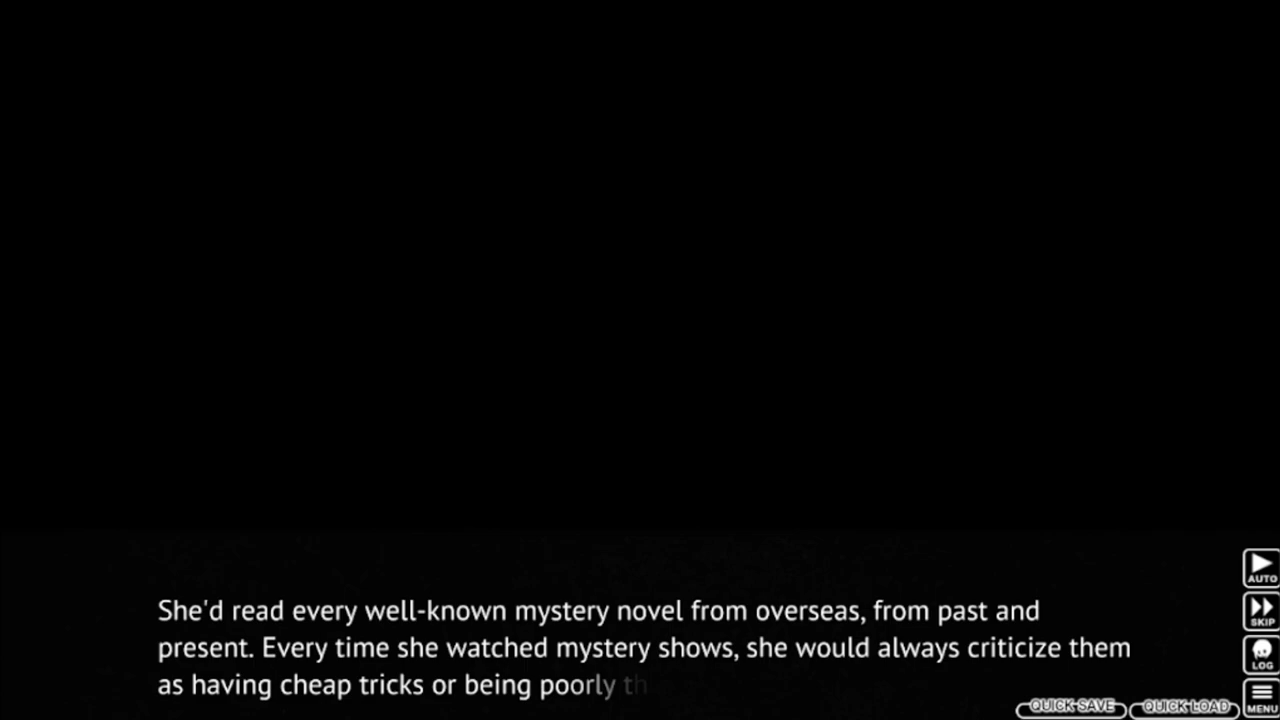 She'd read every well-known mystery novel from overseas, from past and
present. Every time she watched mystery shows, she would always criticize them
as having cheap tricks or being poorly th
AUTO
SKIP
LOG
MENU
QUICK SAVE
QUICK LOAD